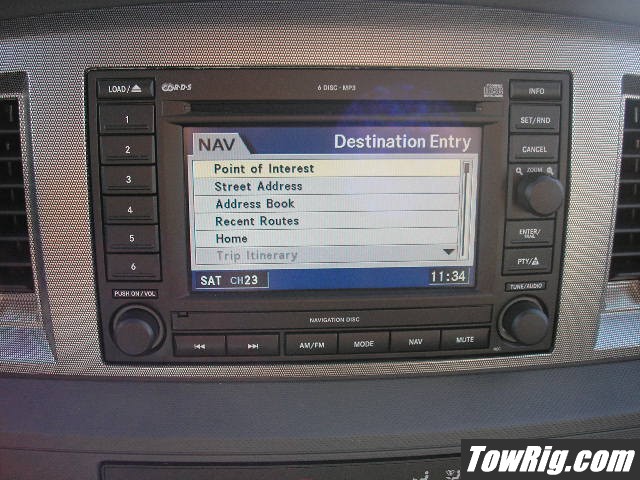 LOAD/
R·D·S
6 DISC - MP3
INFO
1
2
3
4
5
6
SET/RND
CANCEL
ZOOM
ENTER/
PTY/
NAV
Destination Entry
Point of Interest
Street Address
Address Book
Recent Routes
Home
Trip Itinerary
SAT CH23
11:34
PUSH ON/VOL
TUNE/AUDIO
NAVIGATION DISC
AM/FM
MODE
NAV
MUTE
TowRig.com